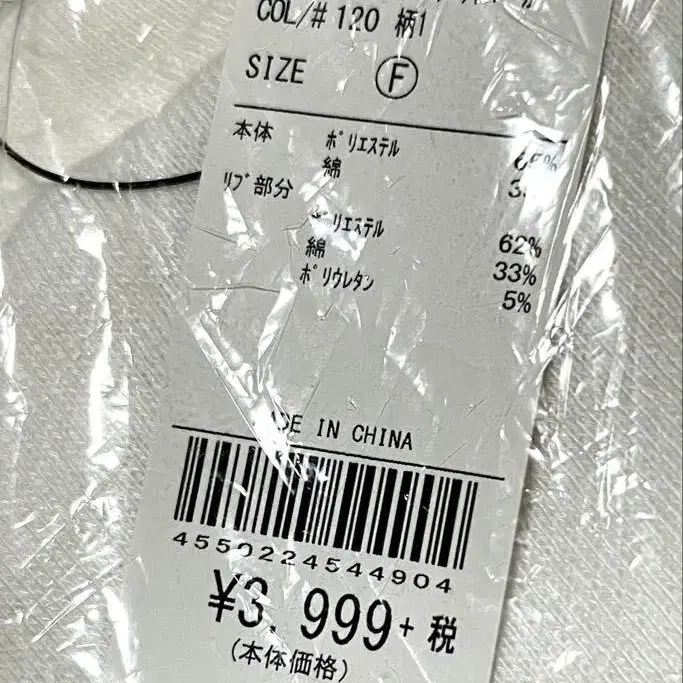 COL/# 120 柄1
SIZE Ⓕ
本体 ﾎﾟﾘｴｽﾃﾙ 65%
綿
ﾘﾌﾞ部分
ﾎﾟﾘｴｽﾃﾙ 62%
綿 33%
ﾎﾟﾘｳﾚﾀﾝ 5%
MADE IN CHINA
4550224544904
¥3,999+税
(本体価格)